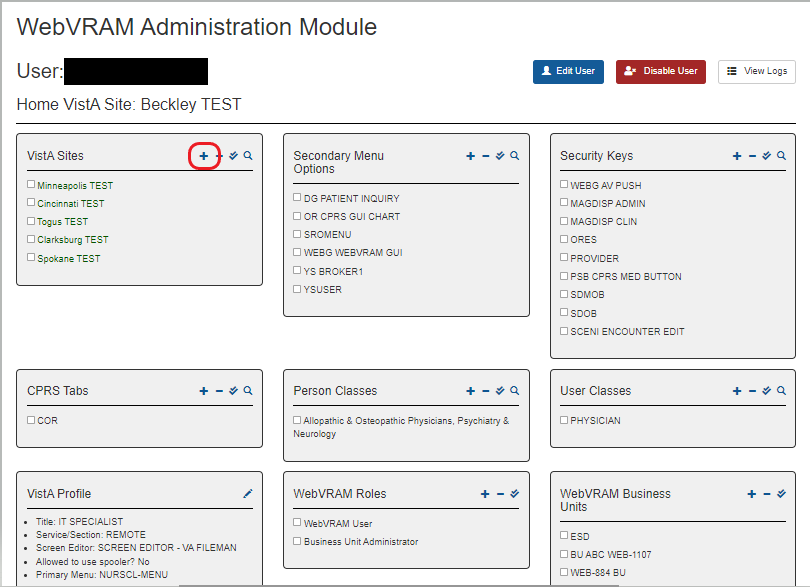 WebVRAM Administration Module
User:
Edit User
Disable User
View Logs
Home VistA Site: Beckley TEST
VistA Sites
Minneapolis TEST
Cincinnati TEST
Togus TEST
Clarksburg TEST
Spokane TEST
Secondary Menu
Options
DG PATIENT INQUIRY
OR CPRS GUI CHART
SROMENU
WEBG WEBVRAM GUI
YS BROKER1
YSUSER
Security Keys
WEBG AV PUSH
MAGDISP ADMIN
MAGDISP CLIN
ORES
PROVIDER
PSB CPRS MED BUTTON
SDMOB
SDOB
SCENI ENCOUNTER EDIT
CPRS Tabs
COR
Person Classes
Allopathic & Osteopathic Physicians, Psychiatry &
Neurology
User Classes
PHYSICIAN
VistA Profile
Title: IT SPECIALIST
Service/Section: REMOTE
Screen Editor: SCREEN EDITOR - VA FILEMAN
Allowed to use spooler? No
Primary Menu: NURSCL-MENU
WebVRAM Roles
WebVRAM User
Business Unit Administrator
WebVRAM Business
Units
ESD
BU ABC WEB-1107
WEB-884 BU